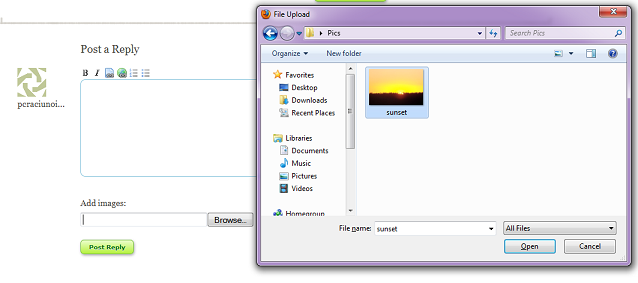 Post a Reply
B I
pcraciunoi...
Add images:
Browse...
Post Reply
File Upload
Pics
Search Pics
Organize
New folder
Favorites
Desktop
Downloads
Recent Places
Libraries
Documents
Music
Pictures
Videos
Homegroup
sunset
File name: sunset
All Files
Open
Cancel